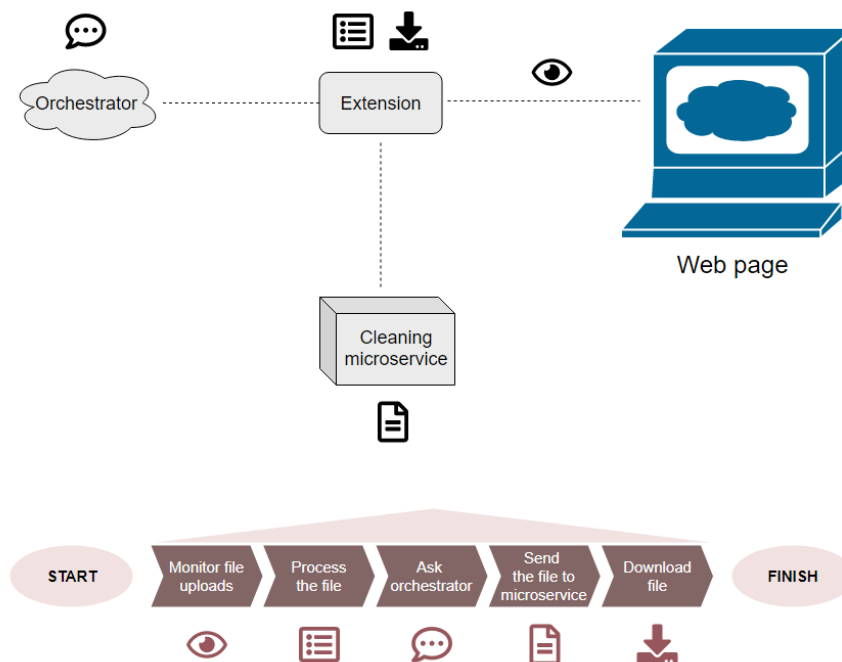 Orchestrator
Extension
Web page
Cleaning
microservice
START
Monitor file
uploads
Process
the file
Ask
orchestrator
Send
the file to
microservice
Download
file
FINISH